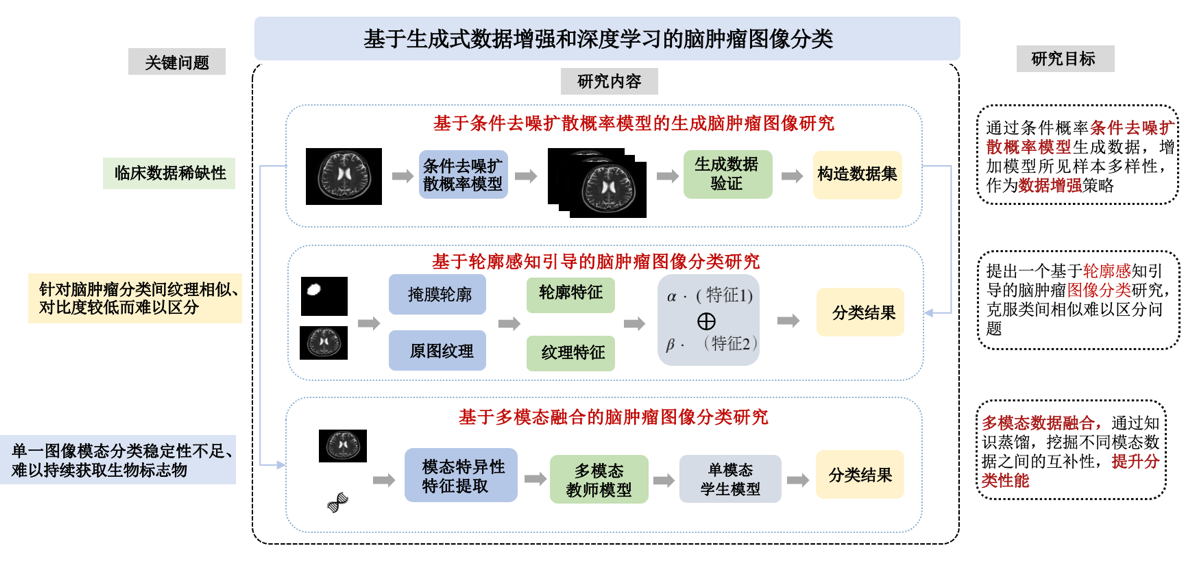 基于生成式数据增强和深度学习的脑肿瘤图像分类
关键问题
研究内容
研究目标
基于条件去噪扩散概率模型的生成脑肿瘤图像研究
临床数据稀缺性
条件去噪扩
散概率模型
生成数据
验证
构造数据集
通过条件概率条件去噪扩
散概率模型生成数据，增
加模型所见样本多样性，
作为数据增强策略
基于轮廓感知引导的脑肿瘤图像分类研究
针对脑肿瘤分类间纹理相似、
对比度较低而难以区分
掩膜轮廓
原图纹理
轮廓特征
纹理特征
α · ( 特征1)
⊕
β · （特征2）
分类结果
提出一个基于轮廓感知引
导的脑肿瘤图像分类研究，
克服类间相似难以区分问
题
基于多模态融合的脑肿瘤图像分类研究
单一图像模态分类稳定性不足、
难以持续获取生物标志物
模态特异性
特征提取
多模态
教师模型
单模态
学生模型
分类结果
多模态数据融合，通过知
识蒸馏，挖掘不同模态数
据之间的互补性，提升分
类性能